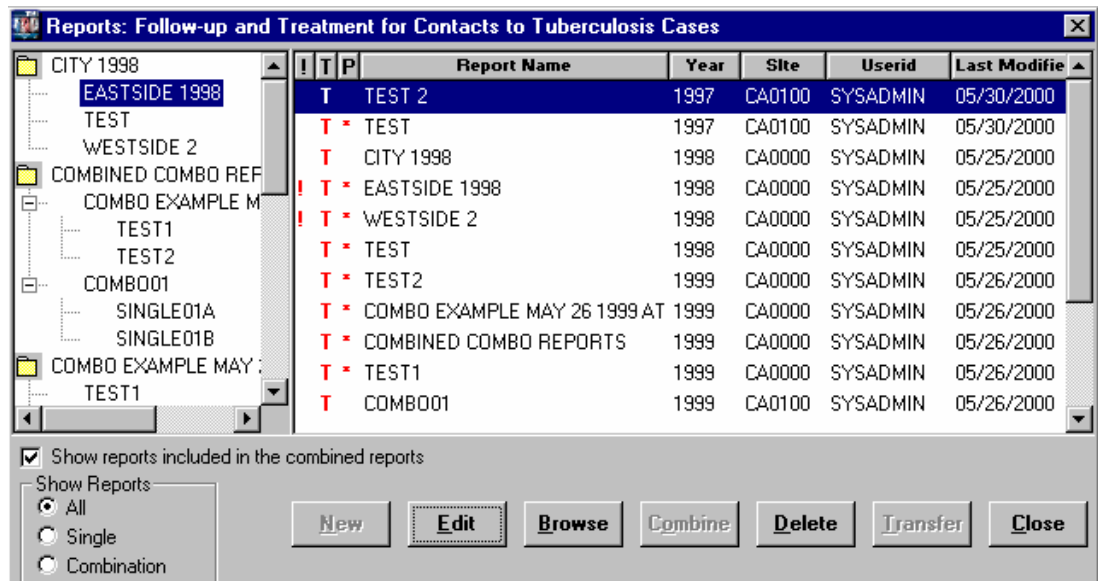 Reports: Follow-up and Treatment for Contacts to Tuberculosis Cases
CITY 1998
EASTSIDE 1998
TEST
WESTSIDE 2
COMBINED COMBO REF
COMBO EXAMPLE M
TEST1
TEST2
COMBO01
SINGLE01A
SINGLE01B
COMBO EXAMPLE MAY
TEST1
! T P Report Name Year Site Userid Last Modifie
T TEST 2 1997 CA0100 SYSADMIN 05/30/2000
T * TEST 1997 CA0100 SYSADMIN 05/30/2000
T CITY 1998 1998 CA0000 SYSADMIN 05/25/2000
! T * EASTSIDE 1998 1998 CA0000 SYSADMIN 05/25/2000
! T * WESTSIDE 2 1998 CA0000 SYSADMIN 05/25/2000
T * TEST 1998 CA0000 SYSADMIN 05/25/2000
T * TEST2 1999 CA0000 SYSADMIN 05/26/2000
T * COMBO EXAMPLE MAY 26 1999 AT 1999 CA0000 SYSADMIN 05/26/2000
T * COMBINED COMBO REPORTS 1999 CA0000 SYSADMIN 05/26/2000
T * TEST1 1999 CA0000 SYSADMIN 05/26/2000
T COMBO01 1999 CA0100 SYSADMIN 05/26/2000
Show reports included in the combined reports
Show Reports
All
Single
Combination
New Edit Browse Combine Delete Transfer Close